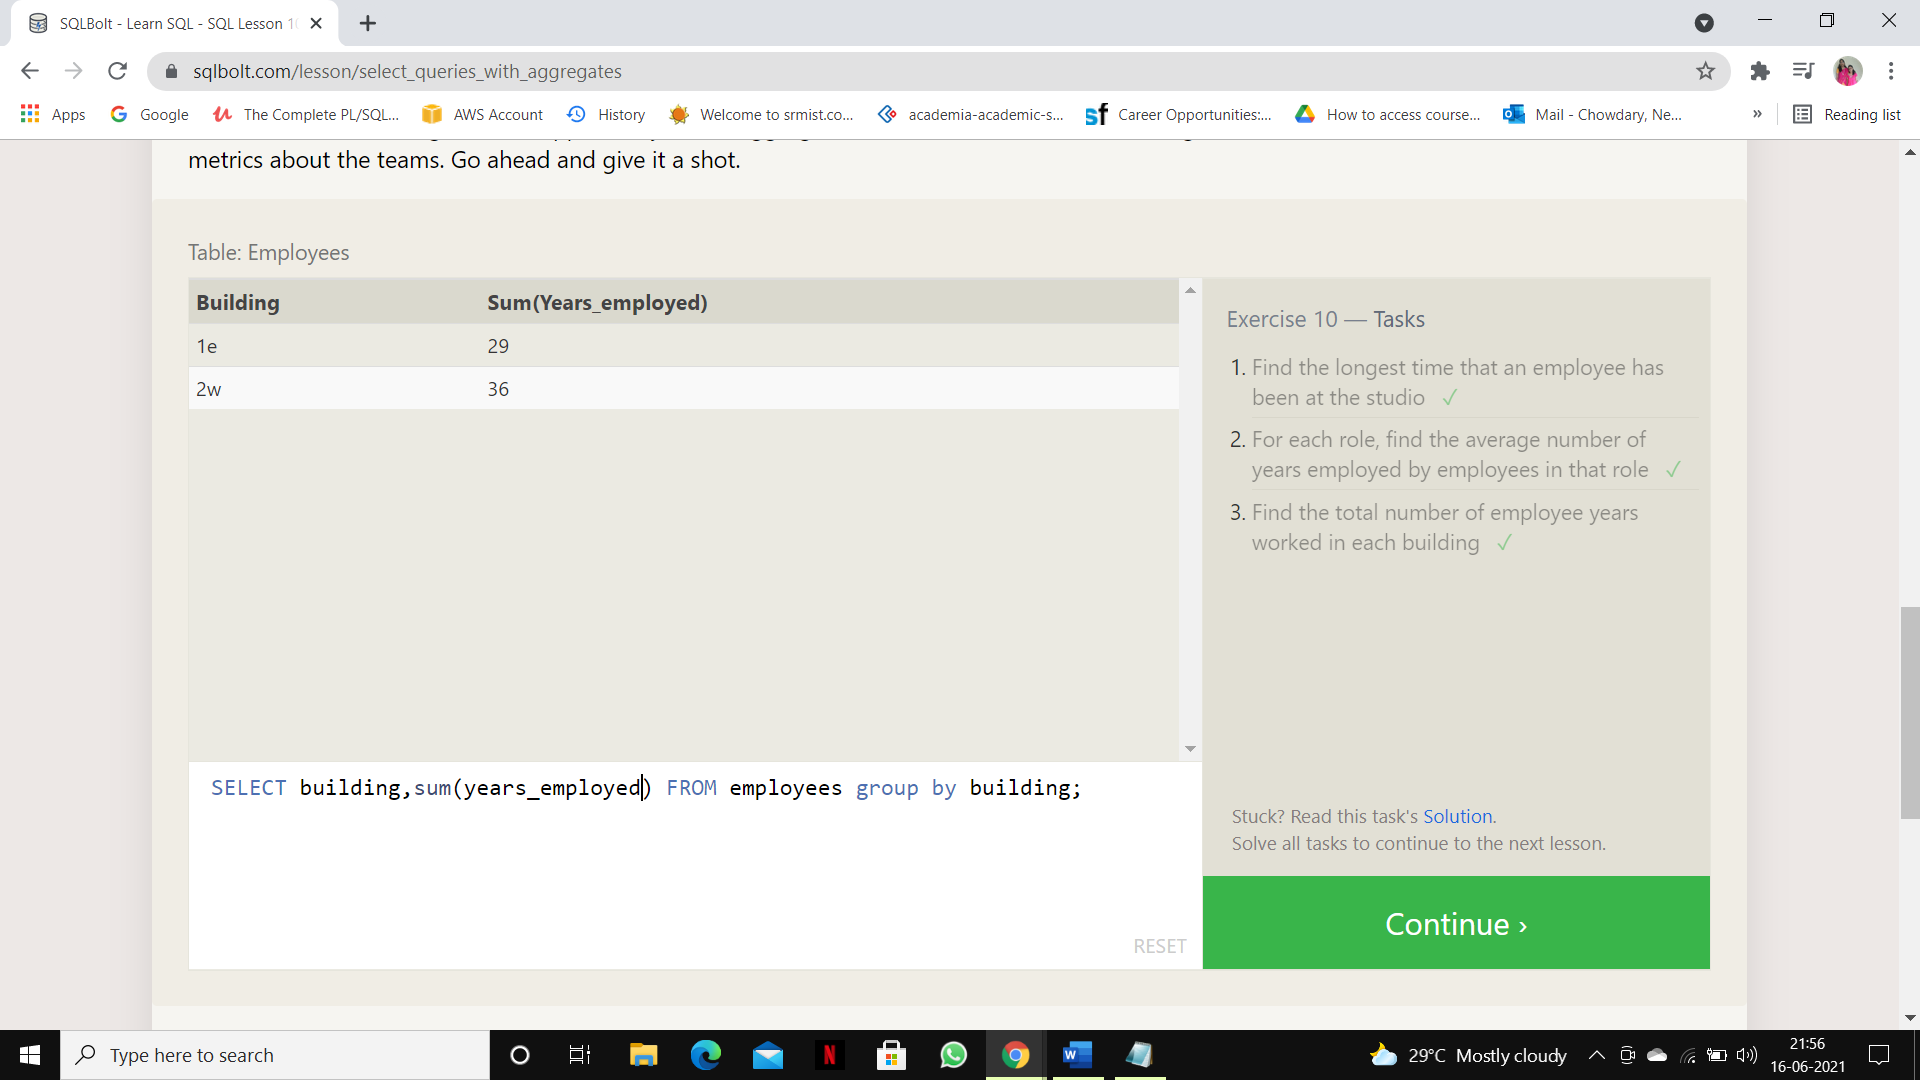 SQLBolt - Learn SQL - SQL Lesson
sqlbolt.com/lesson/select_queries_with_aggregates
Apps Google The Complete PL/SQL... AWS Account History Welcome to srmist.co... academia-academic-s... Career Opportunities:... How to access course... Mail - Chowdary, Ne... » Reading list
metrics about the teams. Go ahead and give it a shot.
Table: Employees
Building Sum(Years_employed)
1e 29
2w 36
SELECT building,sum(years_employed) FROM employees group by building;
RESET
Exercise 10 — Tasks
1. Find the longest time that an employee has
been at the studio ✓
2. For each role, find the average number of
years employed by employees in that role ✓
3. Find the total number of employee years
worked in each building ✓
Stuck? Read this task's Solution.
Solve all tasks to continue to the next lesson.
Continue ›
Type here to search
29°C Mostly cloudy
21:56
16-06-2021